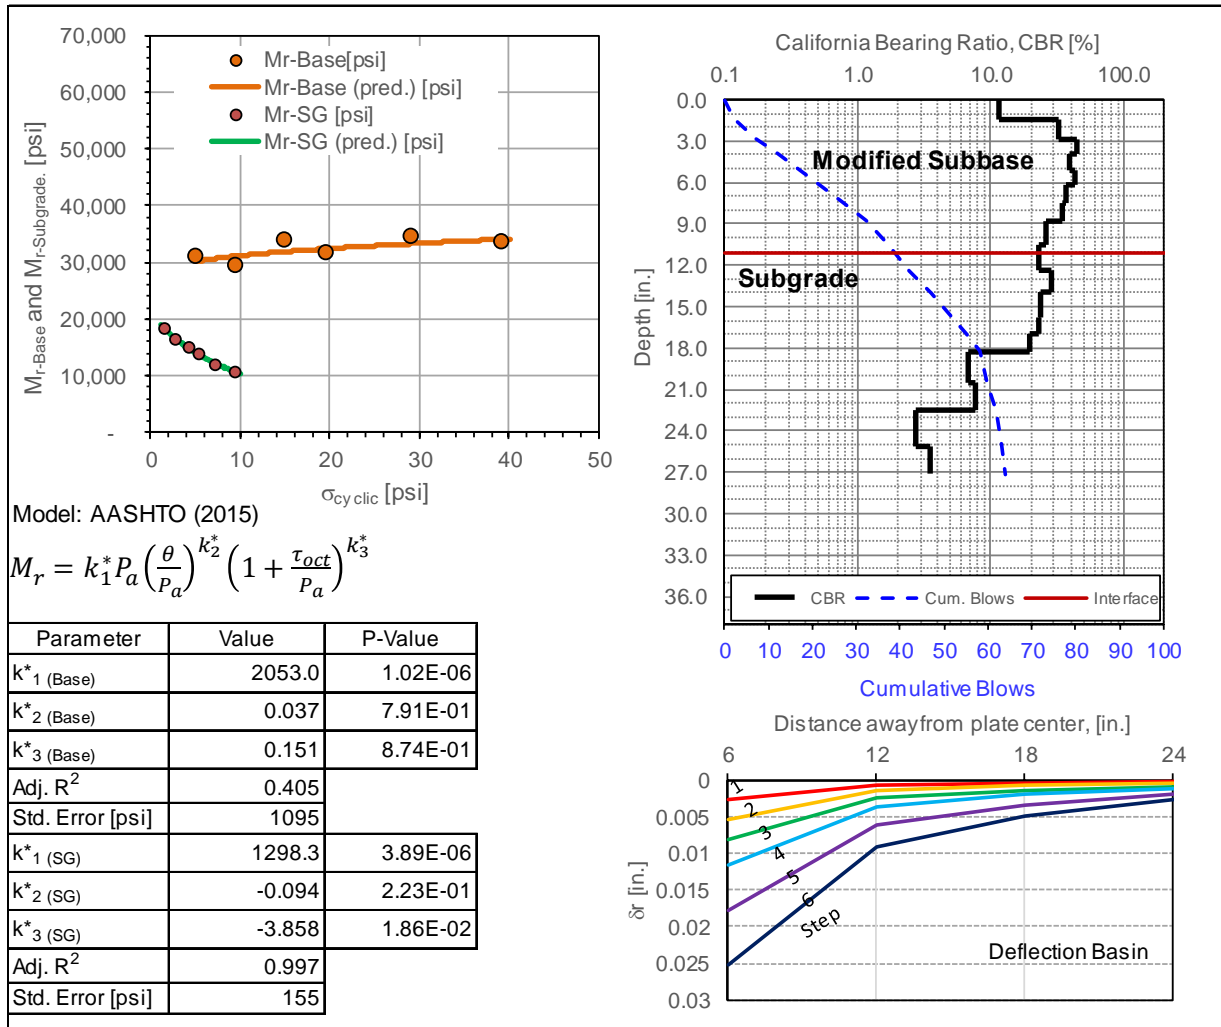 70,000
60,000
50,000
40,000
30,000
20,000
10,000
-
Mr-Base and Mr-Subgrade. [psi]
Mr-Base[psi]
Mr-Base (pred.) [psi]
Mr-SG [psi]
Mr-SG (pred.) [psi]
0 10 20 30 40 50
σcyclic [psi]
Model: AASHTO (2015)
M_r = k_1^* P_a (θ/P_a)^{k_2^*} (1 + τ_oct/P_a)^{k_3^*}
Parameter Value P-Value
k*1 (Base) 2053.0 1.02E-06
k*2 (Base) 0.037 7.91E-01
k*3 (Base) 0.151 8.74E-01
Adj. R² 0.405
Std. Error [psi] 1095
k*1 (SG) 1298.3 3.89E-06
k*2 (SG) -0.094 2.23E-01
k*3 (SG) -3.858 1.86E-02
Adj. R² 0.997
Std. Error [psi] 155
California Bearing Ratio, CBR [%]
0.1 1.0 10.0 100.0
Depth [in.]
0.0
3.0
6.0
9.0
12.0
15.0
18.0
21.0
24.0
27.0
30.0
33.0
36.0
Modified Subbase
Subgrade
CBR Cum. Blows Interface
0 10 20 30 40 50 60 70 80 90 100
Cumulative Blows
Distance away from plate center, [in.]
6 12 18 24
δr [in.]
0
0.005
0.01
0.015
0.02
0.025
0.03
1
2
3
4
5
6
Step
Deflection Basin